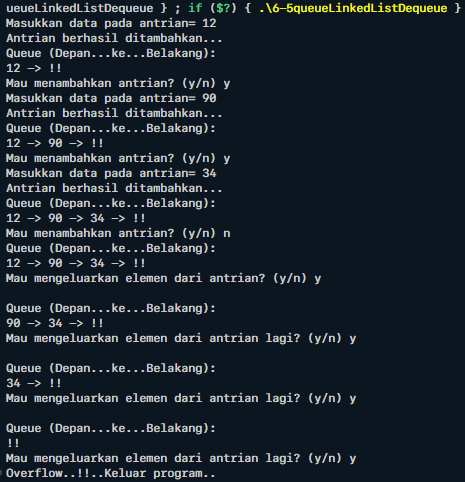 ueueLinkedListDequeue } ; if ($?) { .\6-5queueLinkedListDequeue }
Masukkan data pada antrian= 12
Antrian berhasil ditambahkan...
Queue (Depan...ke...Belakang):
12 -> !!
Mau menambahkan antrian? (y/n) y
Masukkan data pada antrian= 90
Antrian berhasil ditambahkan...
Queue (Depan...ke...Belakang):
12 -> 90 -> !!
Mau menambahkan antrian? (y/n) y
Masukkan data pada antrian= 34
Antrian berhasil ditambahkan...
Queue (Depan...ke...Belakang):
12 -> 90 -> 34 -> !!
Mau menambahkan antrian? (y/n) n
Queue (Depan...ke...Belakang):
12 -> 90 -> 34 -> !!
Mau mengeluarkan elemen dari antrian? (y/n) y
Queue (Depan...ke...Belakang):
90 -> 34 -> !!
Mau mengeluarkan elemen dari antrian lagi? (y/n) y
Queue (Depan...ke...Belakang):
34 -> !!
Mau mengeluarkan elemen dari antrian lagi? (y/n) y
Queue (Depan...ke...Belakang):
!!
Mau mengeluarkan elemen dari antrian lagi? (y/n) y
Overflow..!!..Keluar program..